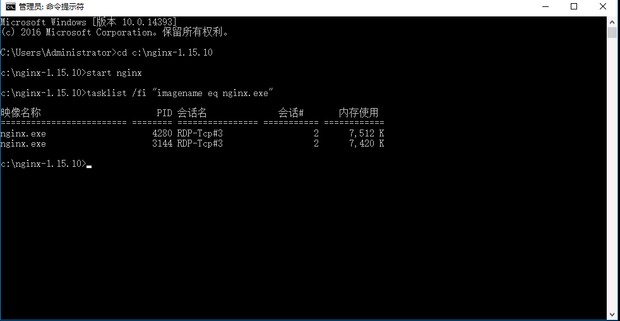 管理员: 命令提示符
Microsoft Windows [版本 10.0.14393]
(c) 2016 Microsoft Corporation。保留所有权利。
C:\Users\Administrator>cd c:\nginx-1.15.10
c:\nginx-1.15.10>start nginx
c:\nginx-1.15.10>tasklist /fi "imagename eq nginx.exe"
映像名称                       PID 会话名              会话#       内存使用
========================= ======== ================ =========== ============
nginx.exe                     4280 RDP-Tcp#3                  2      7,512 K
nginx.exe                     3144 RDP-Tcp#3                  2      7,420 K
c:\nginx-1.15.10>